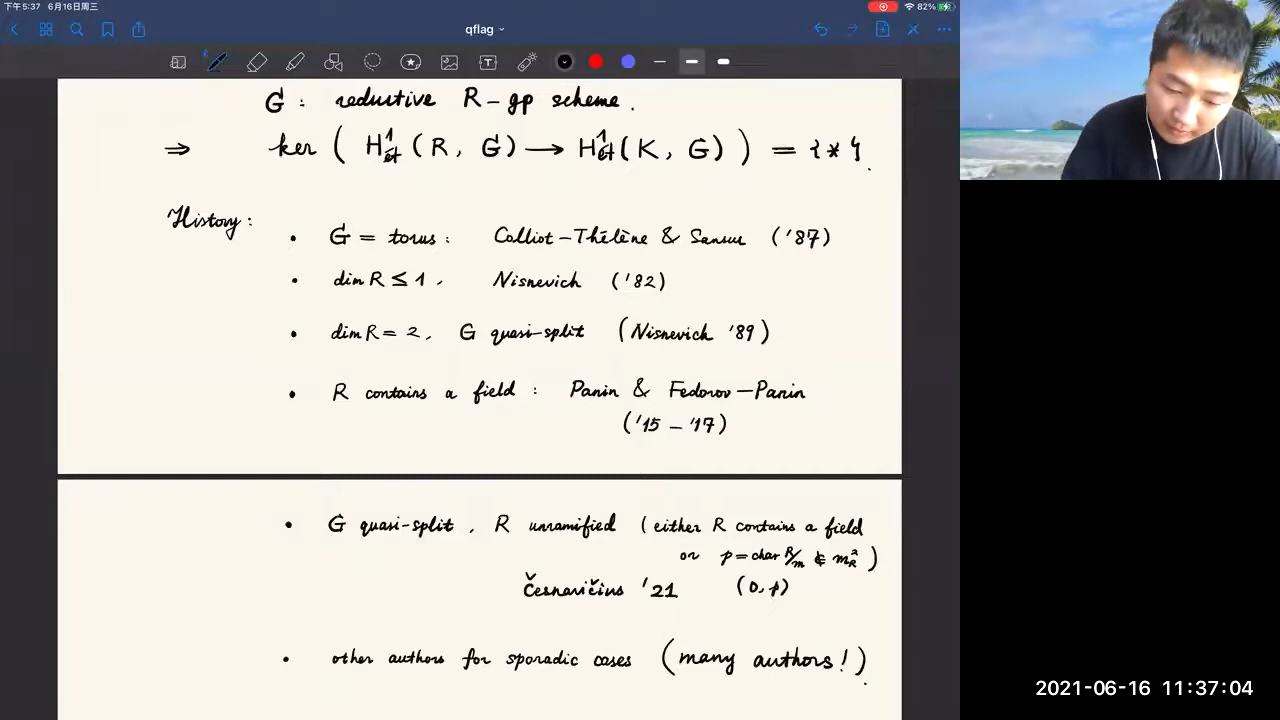 下午5:37 6月16日周三
82%
qflag
G : reductive R-gp scheme.
⇒ ker ( H¹ét (R, G) → H¹ét (K, G) ) = {*}.
History:
• G = torus : Colliot-Thélène & Sansuc ('87)
• dim R ≤ 1, Nisnevich ('82)
• dim R = 2, G quasi-split (Nisnevich '89)
• R contains a field : Panin & Fedorov-Panin
('15 – '17)
• G quasi-split, R unramified (either R contains a field
or p = char R/m ∉ m²_R)
Česnavičius '21 (0, p)
• other authors for sporadic cases (many authors!).
2021-06-16 11:37:04